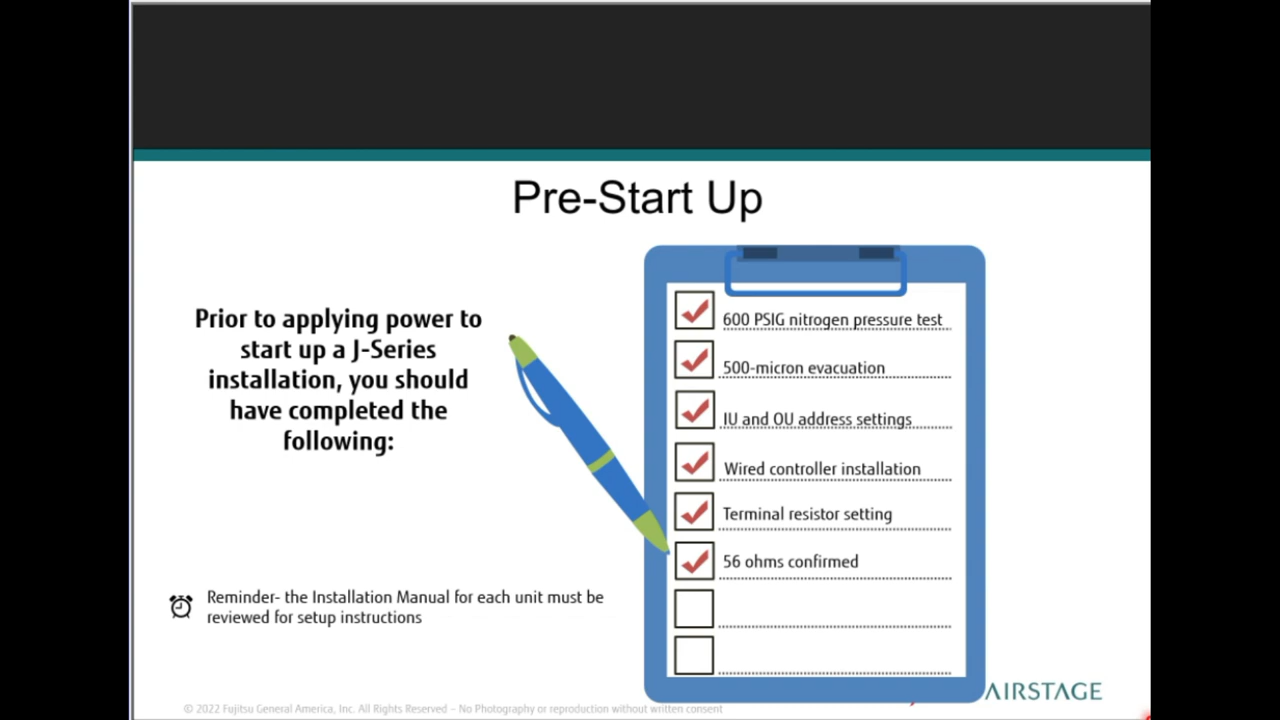 Pre-Start Up
Prior to applying power to
start up a J-Series
installation, you should
have completed the
following:
600 PSIG nitrogen pressure test
500-micron evacuation
IU and OU address settings
Wired controller installation
Terminal resistor setting
56 ohms confirmed
Reminder- the Installation Manual for each unit must be
reviewed for setup instructions
AIRSTAGE
© 2022 Fujitsu General America, Inc. All Rights Reserved – No Photography or reproduction without written consent